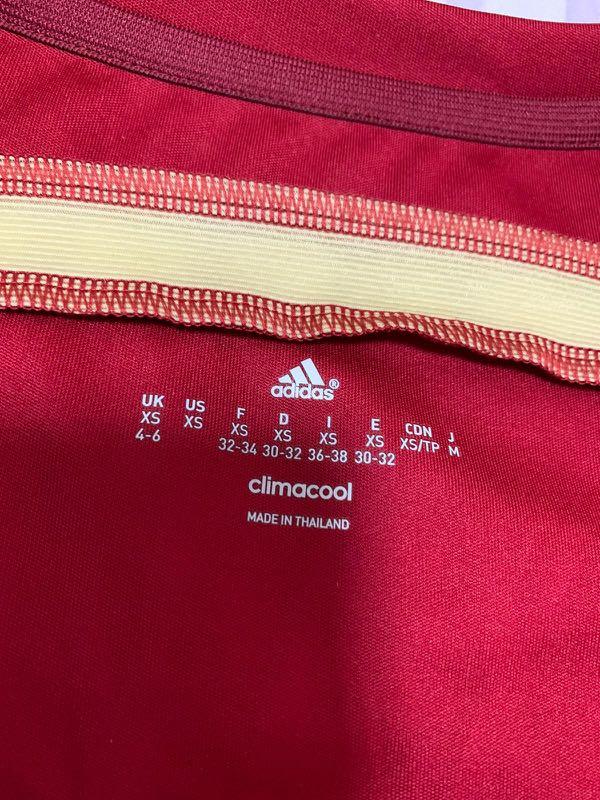 adidas®
UK US F D I E CDN J
XS XS XS XS XS XS XS/TP M
4-6 32-34 30-32 36-38 30-32
climacool
MADE IN THAILAND